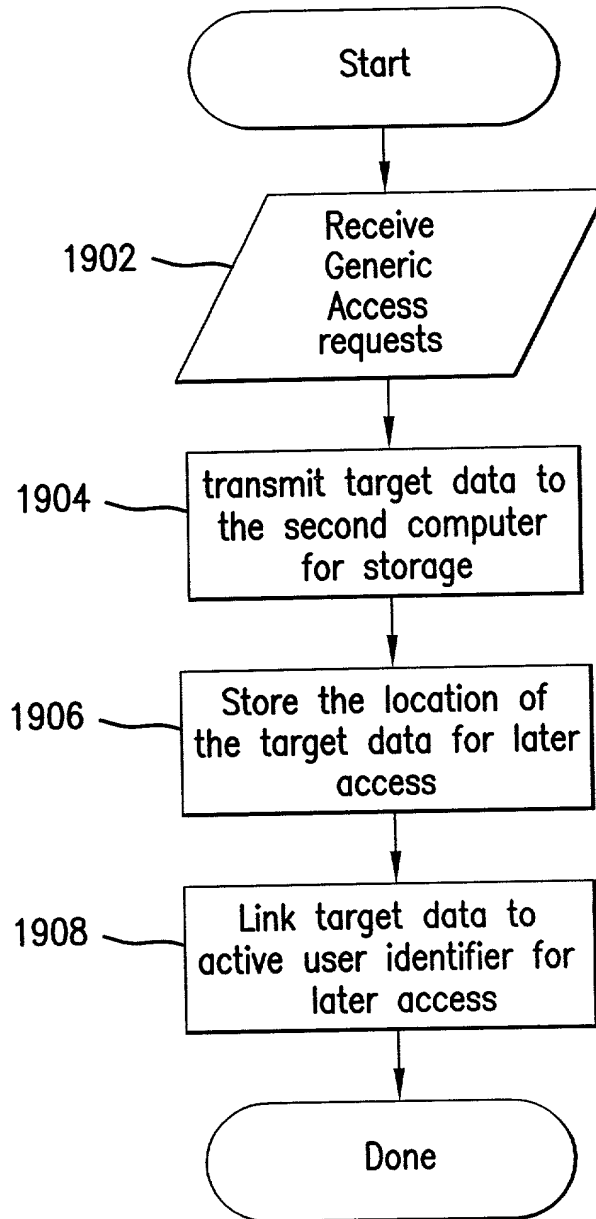 Start
1902
Receive
Generic
Access
requests
1904
transmit target data to
the second computer
for storage
1906
Store the location of
the target data for later
access
1908
Link target data to
active user identifier for
later access
Done